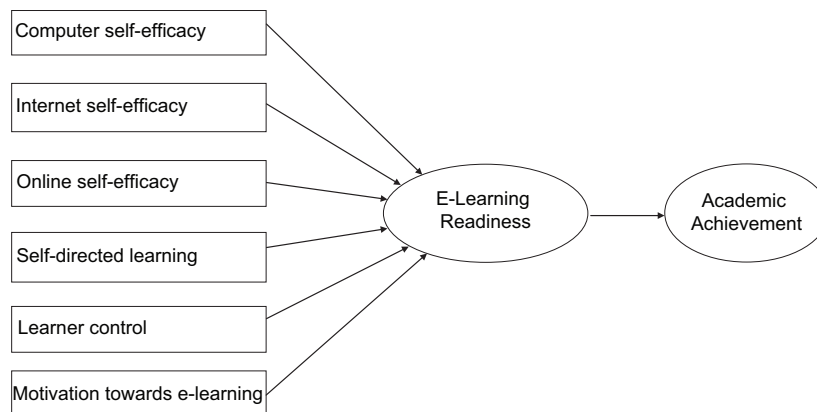 Computer self-efficacy
Internet self-efficacy
Online self-efficacy
Self-directed learning
Learner control
Motivation towards e-learning
E-Learning
Readiness
Academic
Achievement